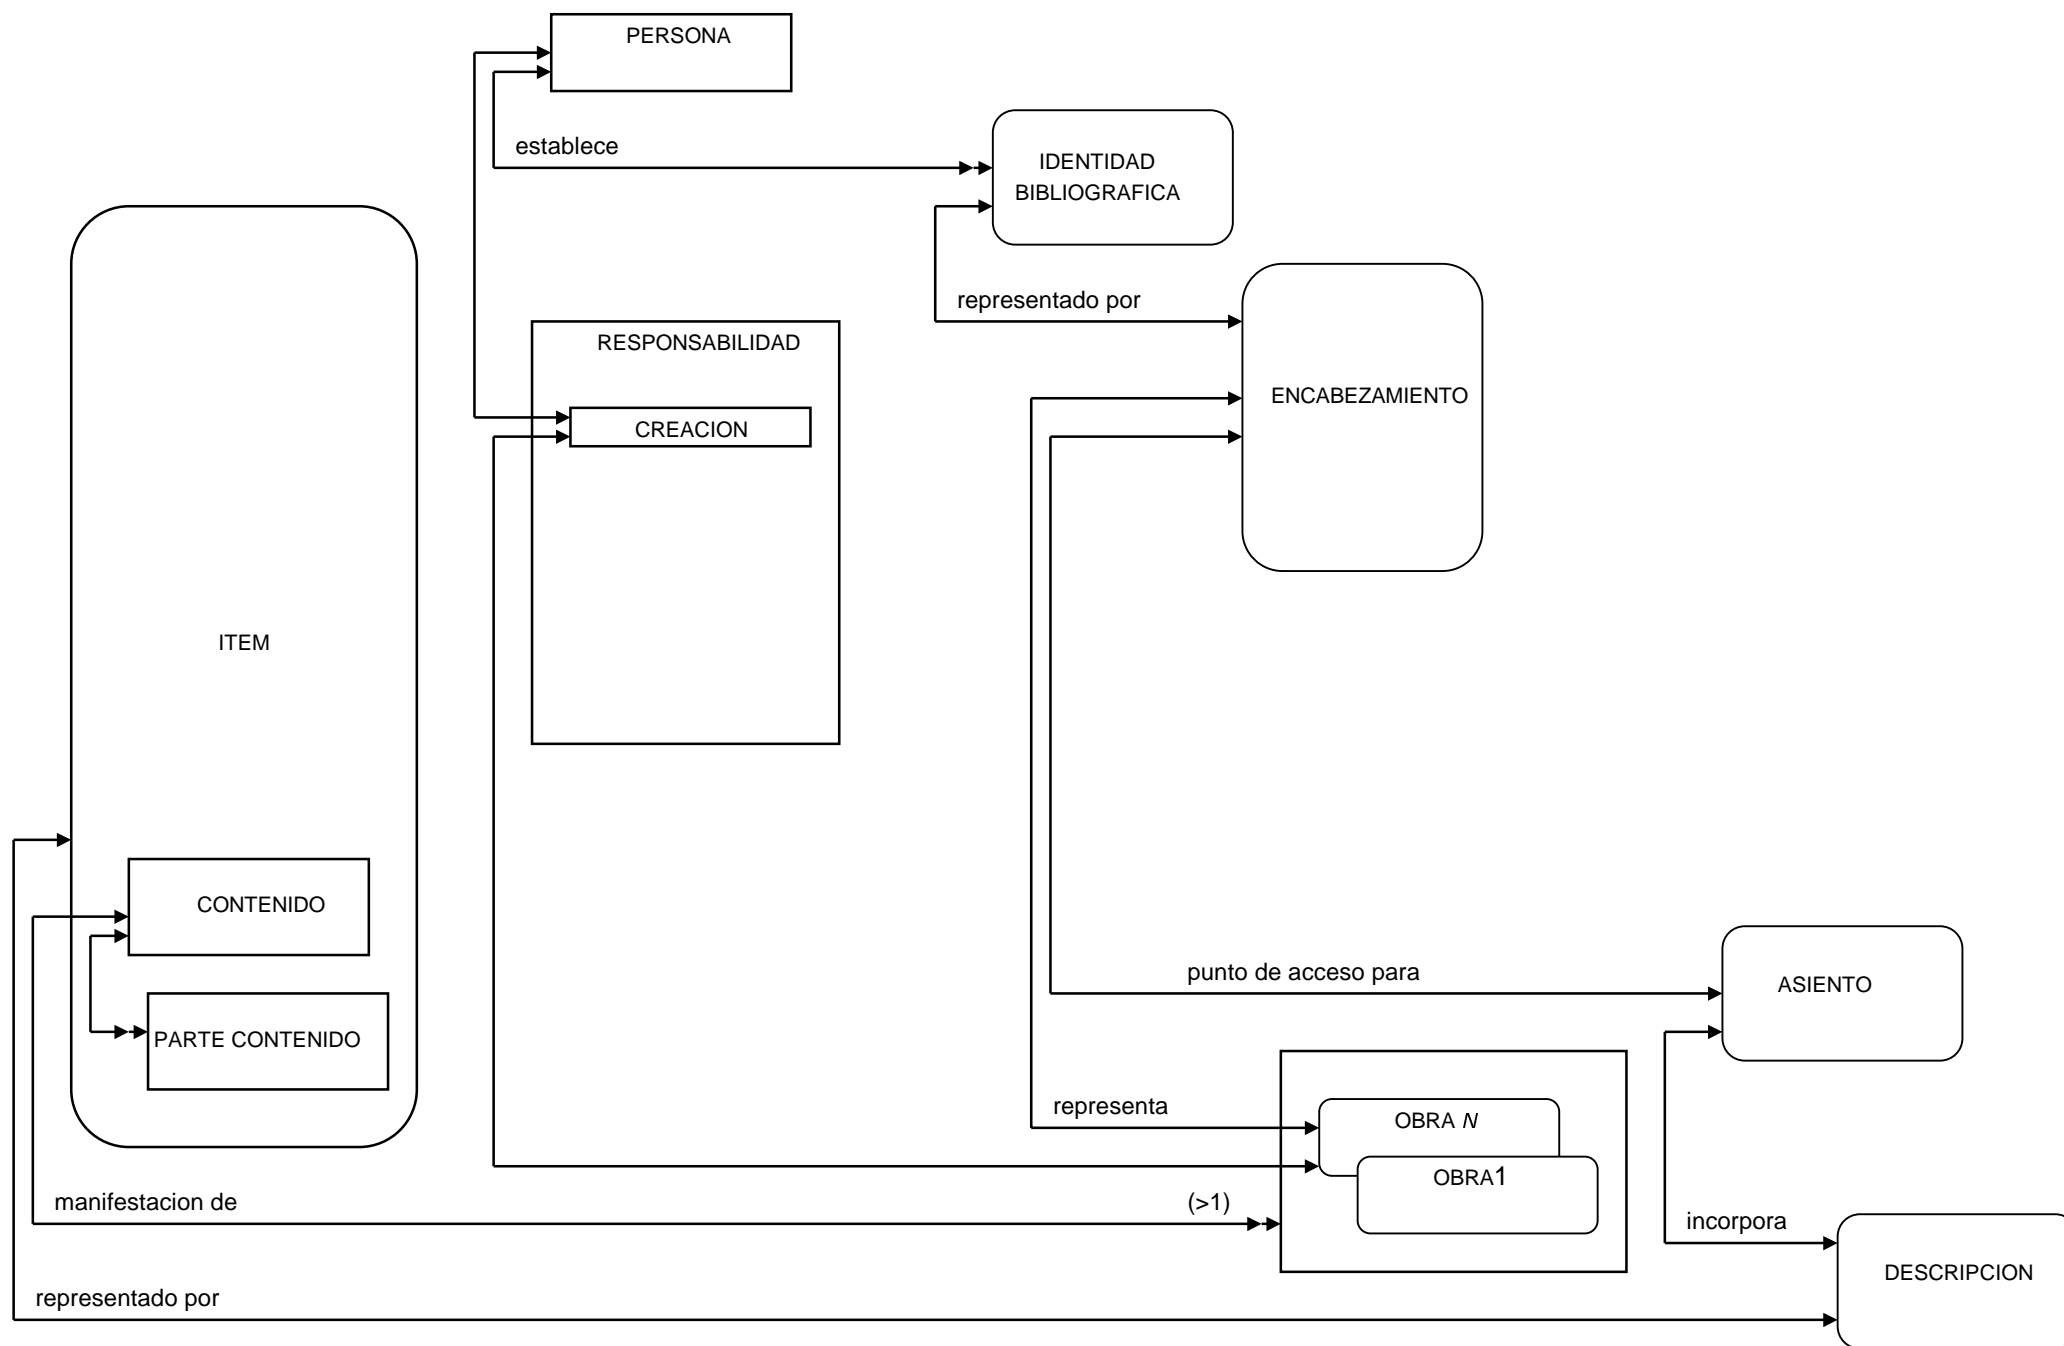 PERSONA
establece
IDENTIDAD
BIBLIOGRAFICA
representado por
RESPONSABILIDAD
ENCABEZAMIENTO
CREACION
ITEM
CONTENIDO
punto de acceso para
ASIENTO
PARTE CONTENIDO
representa
OBRA N
OBRA1
manifestacion de
(>1)
incorpora
DESCRIPCION
representado por